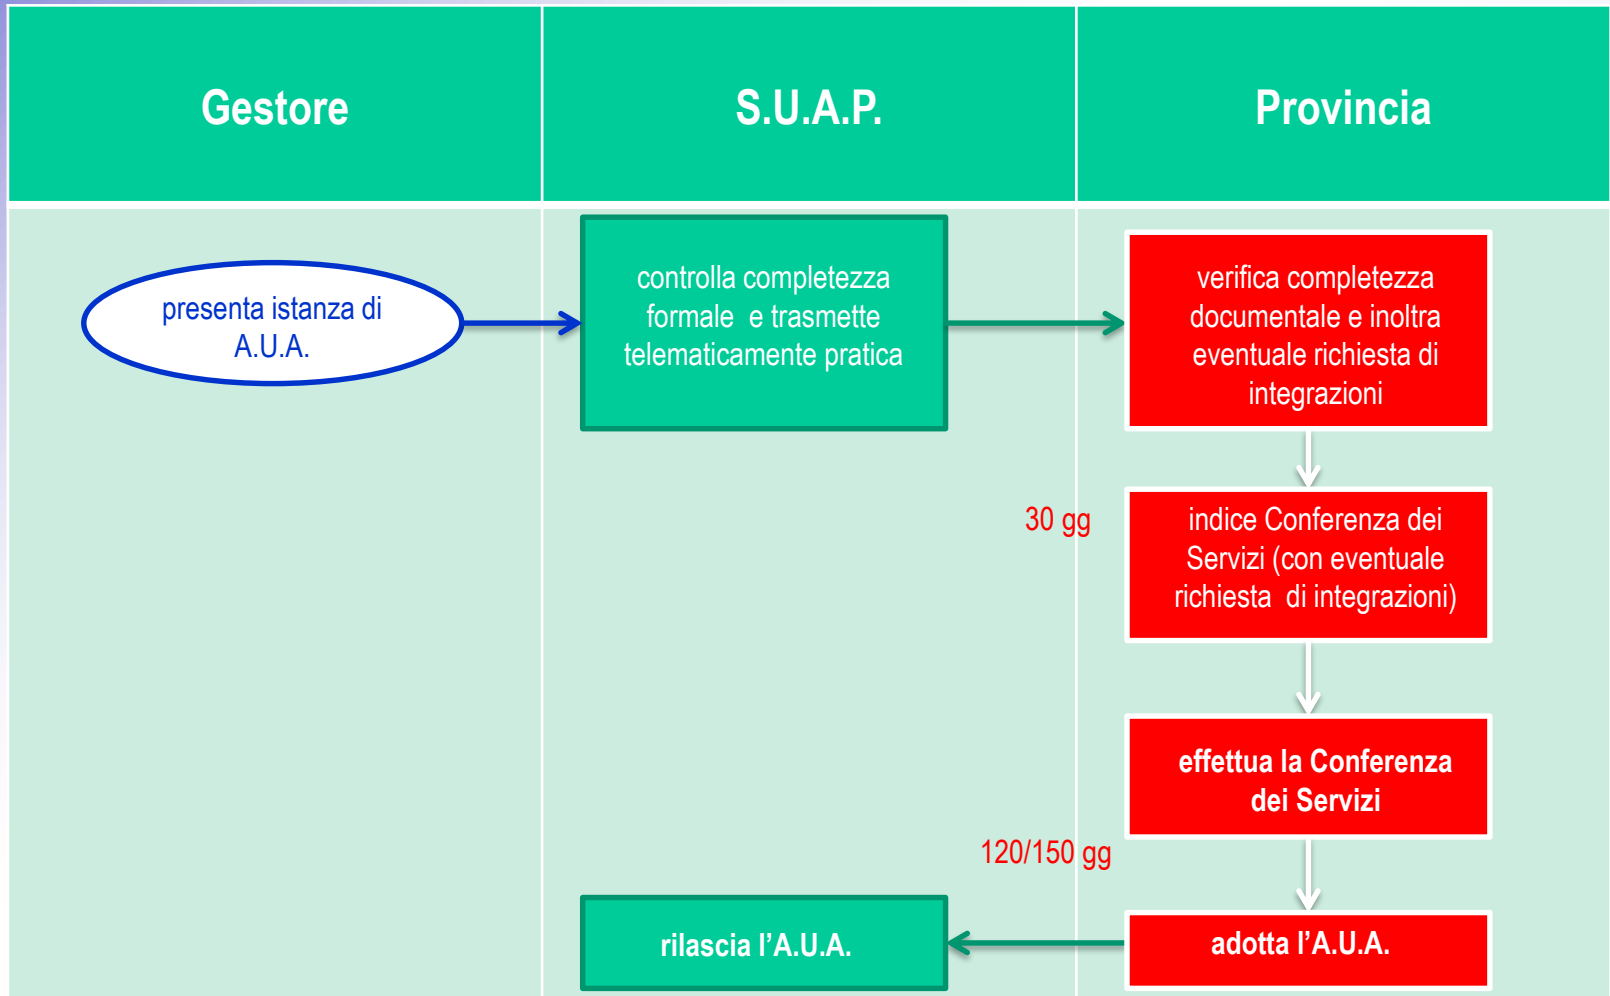 Gestore
S.U.A.P.
Provincia
presenta istanza di
A.U.A.
controlla completezza
formale e trasmette
telematicamente pratica
verifica completezza
documentale e inoltra
eventuale richiesta di
integrazioni
30 gg
indice Conferenza dei
Servizi (con eventuale
richiesta di integrazioni)
effettua la Conferenza
dei Servizi
120/150 gg
rilascia l’A.U.A.
adotta l’A.U.A.